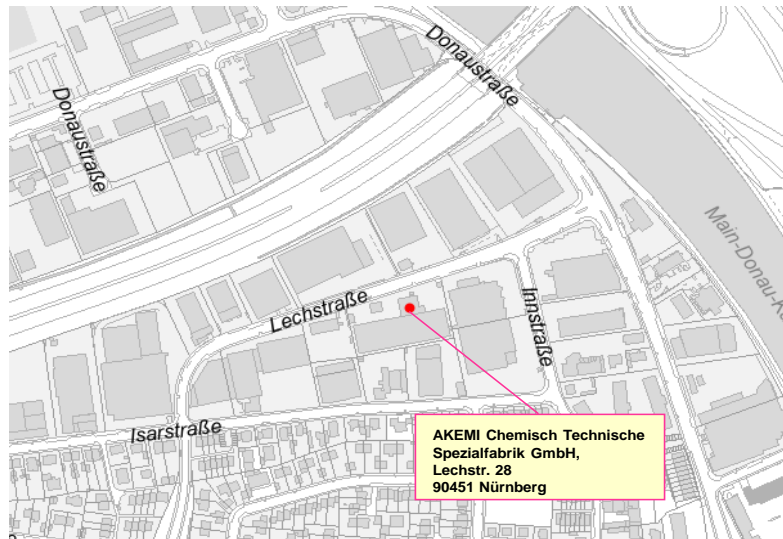 Donaustraße
Donaustraße
Main-Donau-K
Lechstraße
Innstraße
Isarstraße
AKEMI Chemisch Technische
Spezialfabrik GmbH,
Lechstr. 28
90451 Nürnberg